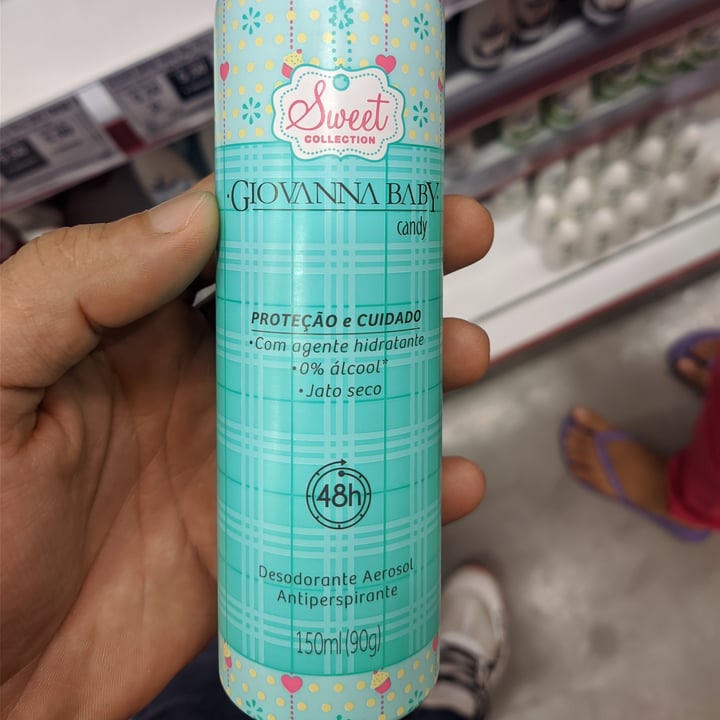 Sweet
COLLECTION
·GIOVANNA BABY·
candy
PROTEÇÃO e CUIDADO
•Com agente hidratante
•0% álcool*
•Jato seco
48h
Desodorante Aerosol
Antiperspirante
150ml (90g)